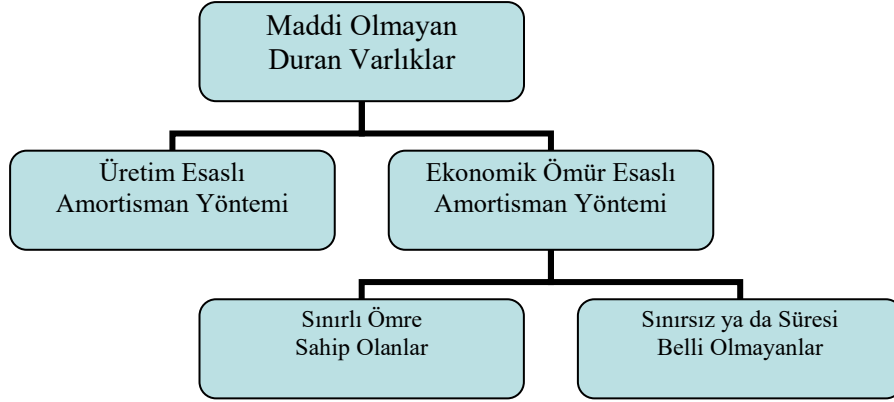 Maddi Olmayan
Duran Varlıklar
Üretim Esaslı
Amortisman Yöntemi
Ekonomik Ömür Esaslı
Amortisman Yöntemi
Sınırlı Ömre
Sahip Olanlar
Sınırsız ya da Süresi
Belli Olmayanlar